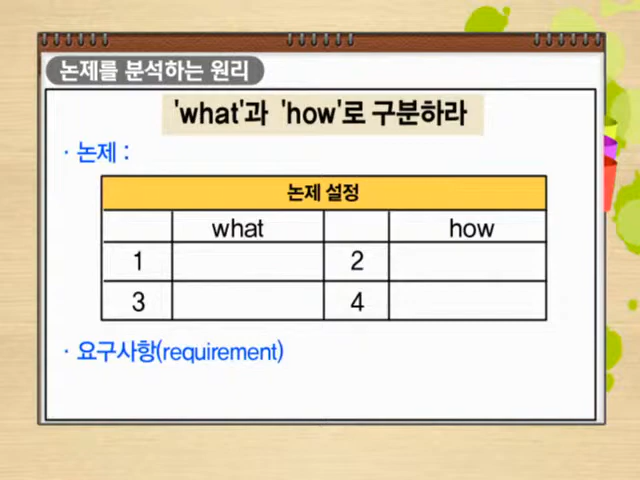 논제를 분석하는 원리
'what'과 'how'로 구분하라
· 논제 :
논제 설정
what how
1 2
3 4
· 요구사항(requirement)